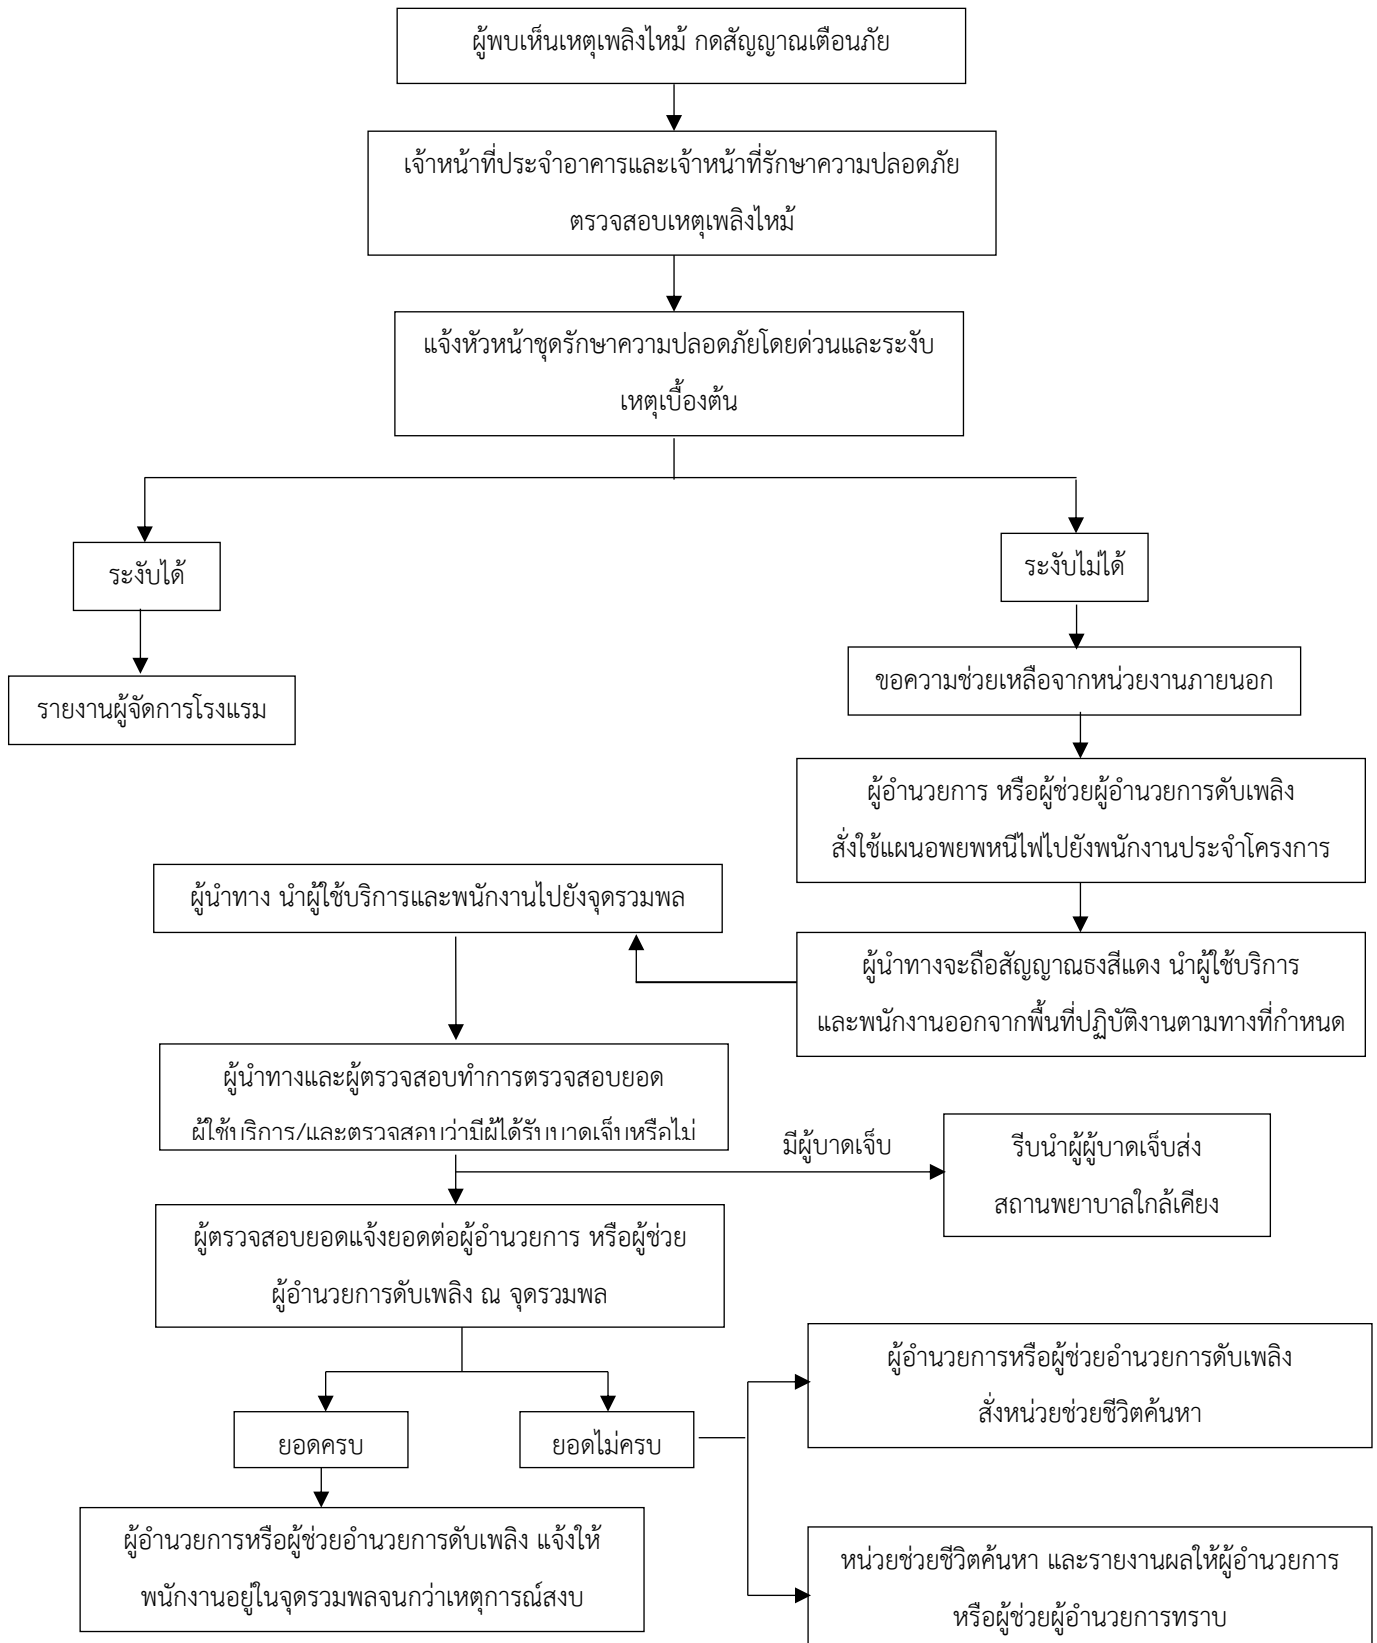 ผู้พบเห็นเหตุเพลิงไหม้ กดสัญญาณเตือนภัย
เจ้าหน้าที่ประจำอาคารและเจ้าหน้าที่รักษาความปลอดภัย
ตรวจสอบเหตุเพลิงไหม้
แจ้งหัวหน้าชุดรักษาความปลอดภัยโดยด่วนและระงับ
เหตุเบื้องต้น
ระงับได้
รายงานผู้จัดการโรงแรม
ระงับไม่ได้
ขอความช่วยเหลือจากหน่วยงานภายนอก
ผู้อำนวยการ หรือผู้ช่วยผู้อำนวยการดับเพลิง
สั่งใช้แผนอพยพหนีไฟไปยังพนักงานประจำโครงการ
ผู้นำทางจะถือสัญญาณธงสีแดง นำผู้ใช้บริการ
และพนักงานออกจากพื้นที่ปฏิบัติงานตามทางที่กำหนด
ผู้นำทาง นำผู้ใช้บริการและพนักงานไปยังจุดรวมพล
ผู้นำทางและผู้ตรวจสอบทำการตรวจสอบยอด
ผู้ใช้บริการ/และตรวจสอบว่ามีผู้ได้รับบาดเจ็บหรือไม่
มีผู้บาดเจ็บ
รีบนำผู้ผู้บาดเจ็บส่ง
สถานพยาบาลใกล้เคียง
ผู้ตรวจสอบยอดแจ้งยอดต่อผู้อำนวยการ หรือผู้ช่วย
ผู้อำนวยการดับเพลิง ณ จุดรวมพล
ยอดครบ
ยอดไม่ครบ
ผู้อำนวยการหรือผู้ช่วยอำนวยการดับเพลิง
สั่งหน่วยช่วยชีวิตค้นหา
ผู้อำนวยการหรือผู้ช่วยอำนวยการดับเพลิง แจ้งให้
พนักงานอยู่ในจุดรวมพลจนกว่าเหตุการณ์สงบ
หน่วยช่วยชีวิตค้นหา และรายงานผลให้ผู้อำนวยการ
หรือผู้ช่วยผู้อำนวยการทราบ